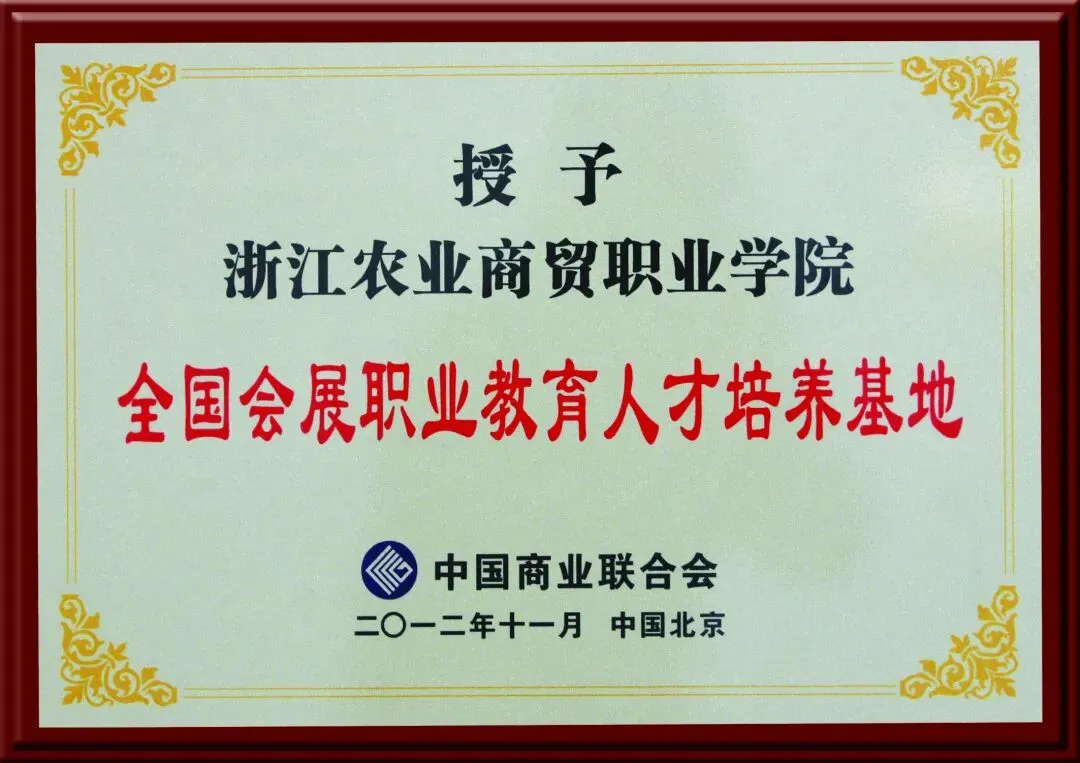 授 予
浙江农业商贸职业学院
全国会展职业教育人才培养基地
中国商业联合会
二〇一二年十一月 中国北京